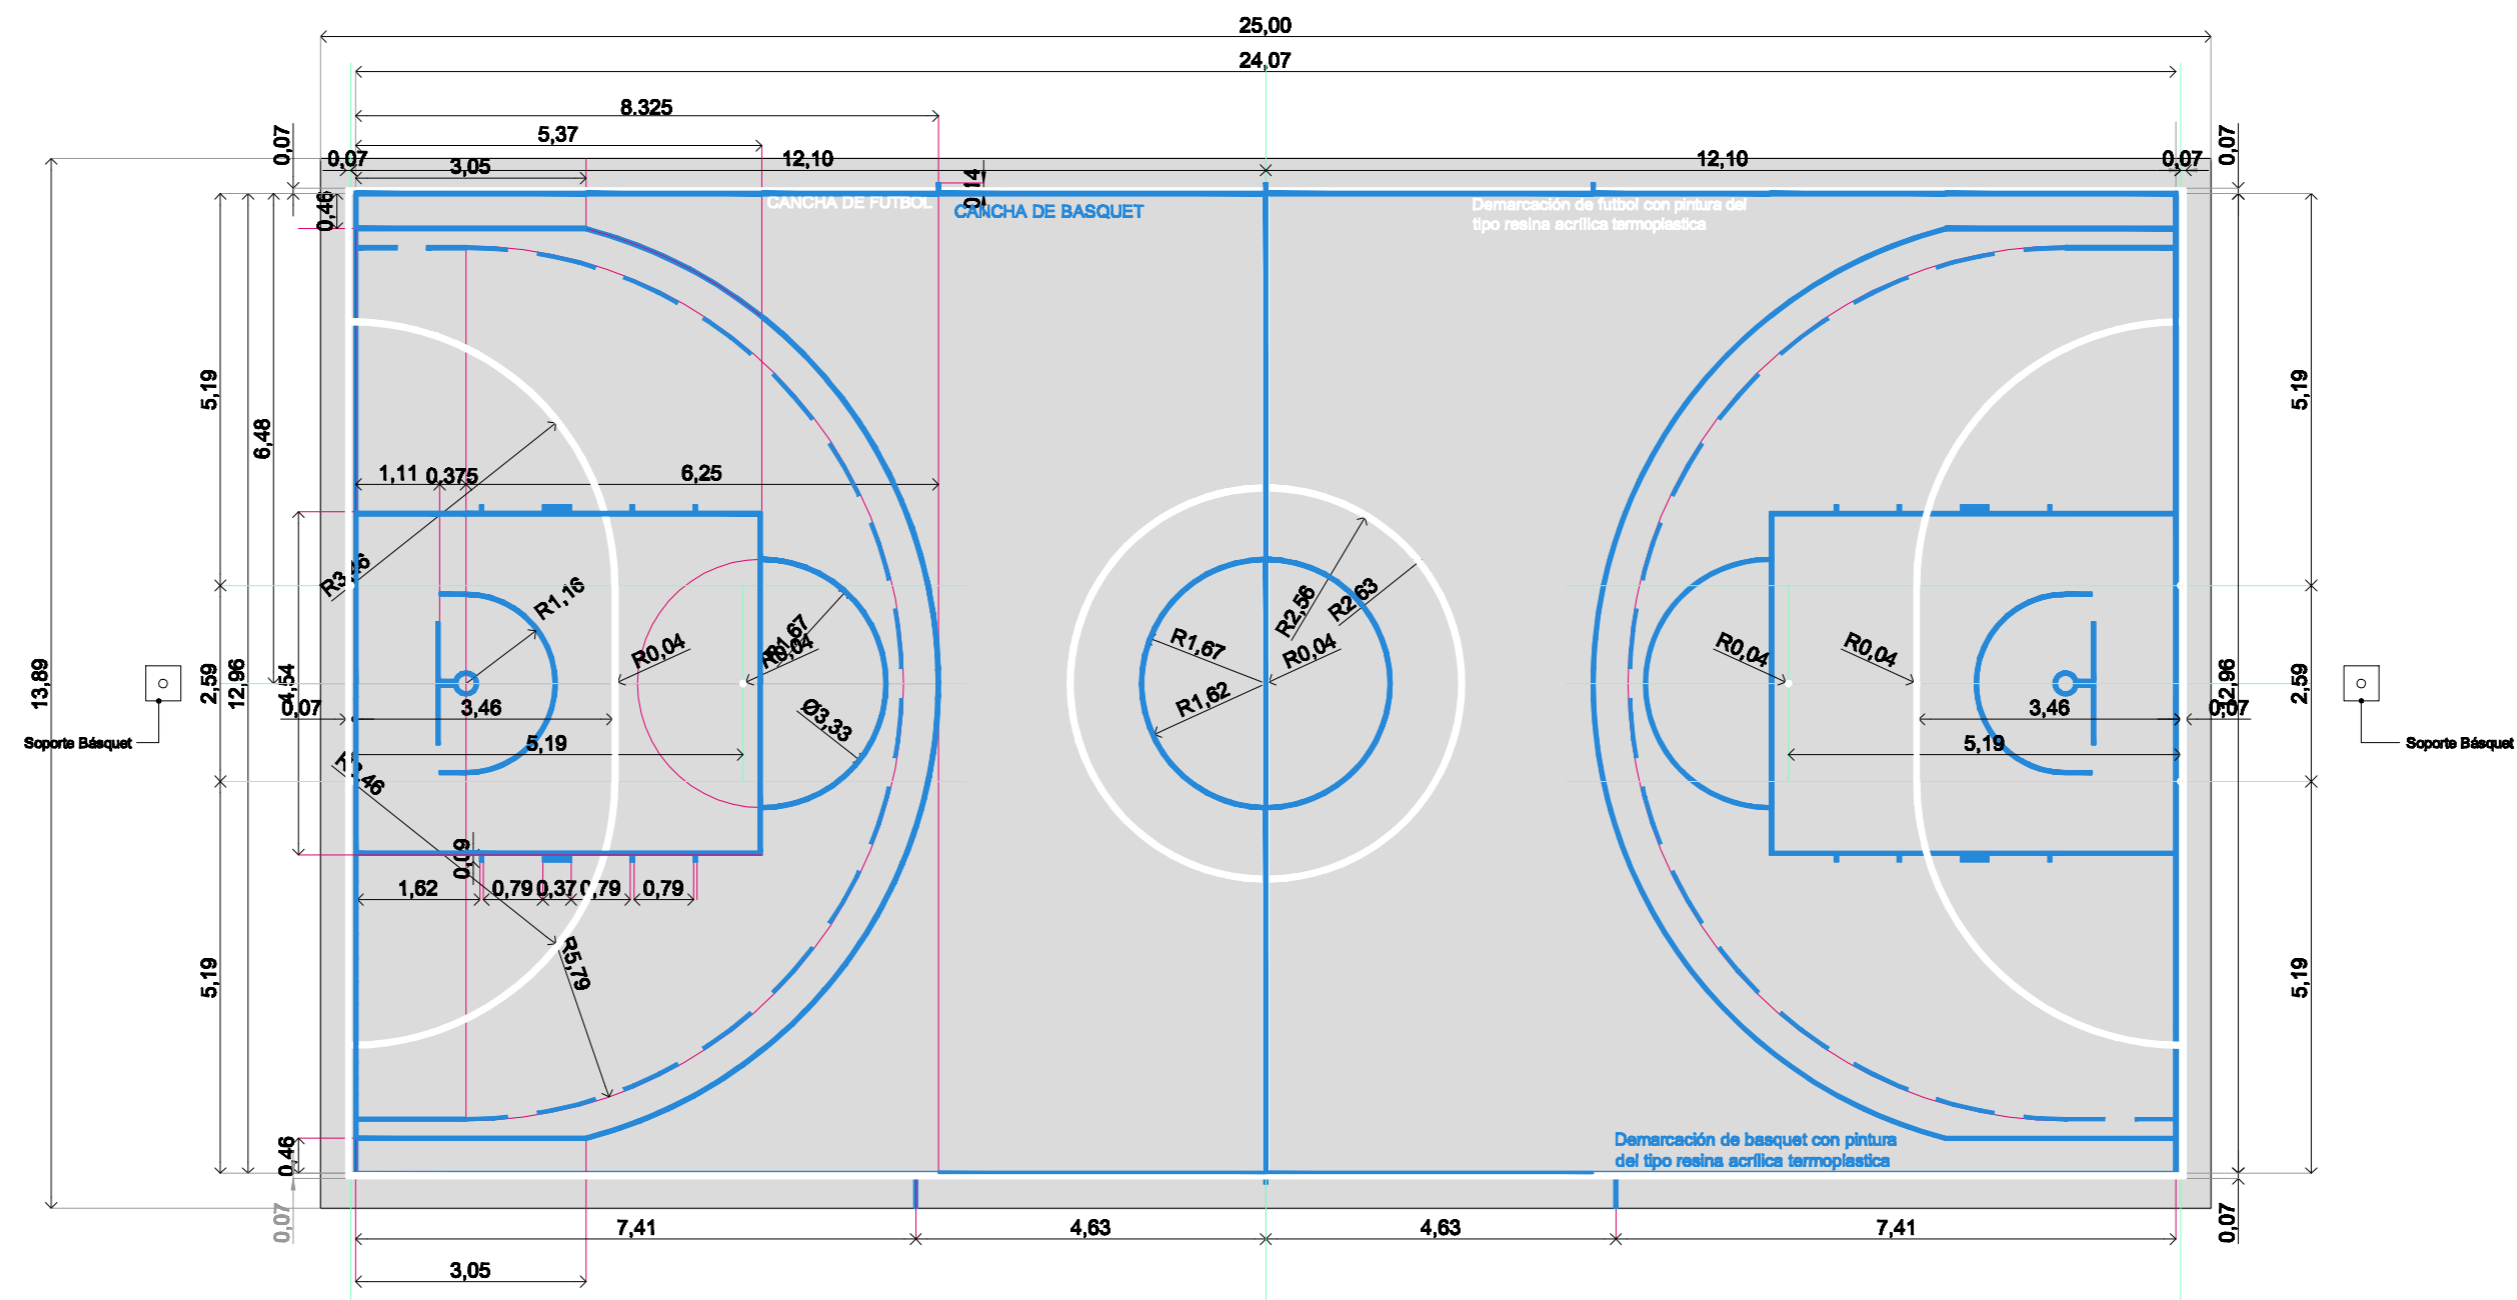 25,00
24,07
8.325
5,37
0,07
0,07
3,05
12,10
12,10
0,07
0,07
0,46
0,14
CANCHA DE FUTBOL
CANCHA DE BASQUET
Demarcación de futbol con pintura del
tipo resina acrílica termoplastica
5,19
6,48
5,19
1,11
0.375
6,25
R1,16
R2,56
R2,63
R1,67
R0,04
R1,67
R0,04
R0,04
R0,04
R0,04
13,89
2,59
12,96
4,54
0,07
3,46
R1,62
Ø3,33
5,19
3,46
5,19
12,96
2,59
0,07
Soporte Básquet
Soporte Básquet
0,09
1,62
0,79
0,37
0,79
0,79
R5,79
5,19
5,19
0,46
Demarcación de basquet con pintura
del tipo resina acrílica termoplastica
0,07
7,41
4,63
4,63
7,41
0,07
3,05